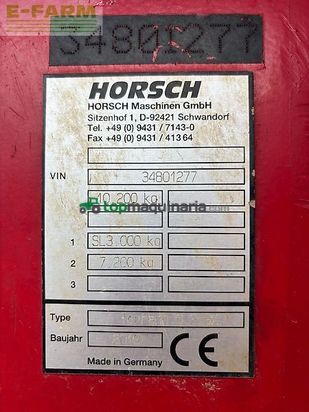 E-FARM
34801277
HORSCH
HORSCH Maschinen GmbH
Sitzenhof 1, D-92421 Schwandorf
Tel. +49 (0) 9431 / 7143-0
Fax +49 (0) 9431 / 41364
VIN 34801277
10.200 kg
topmaquinaria.com
1 SL3.000 kg
2 7.200 kg
3
Type
Baujahr
Made in Germany CE